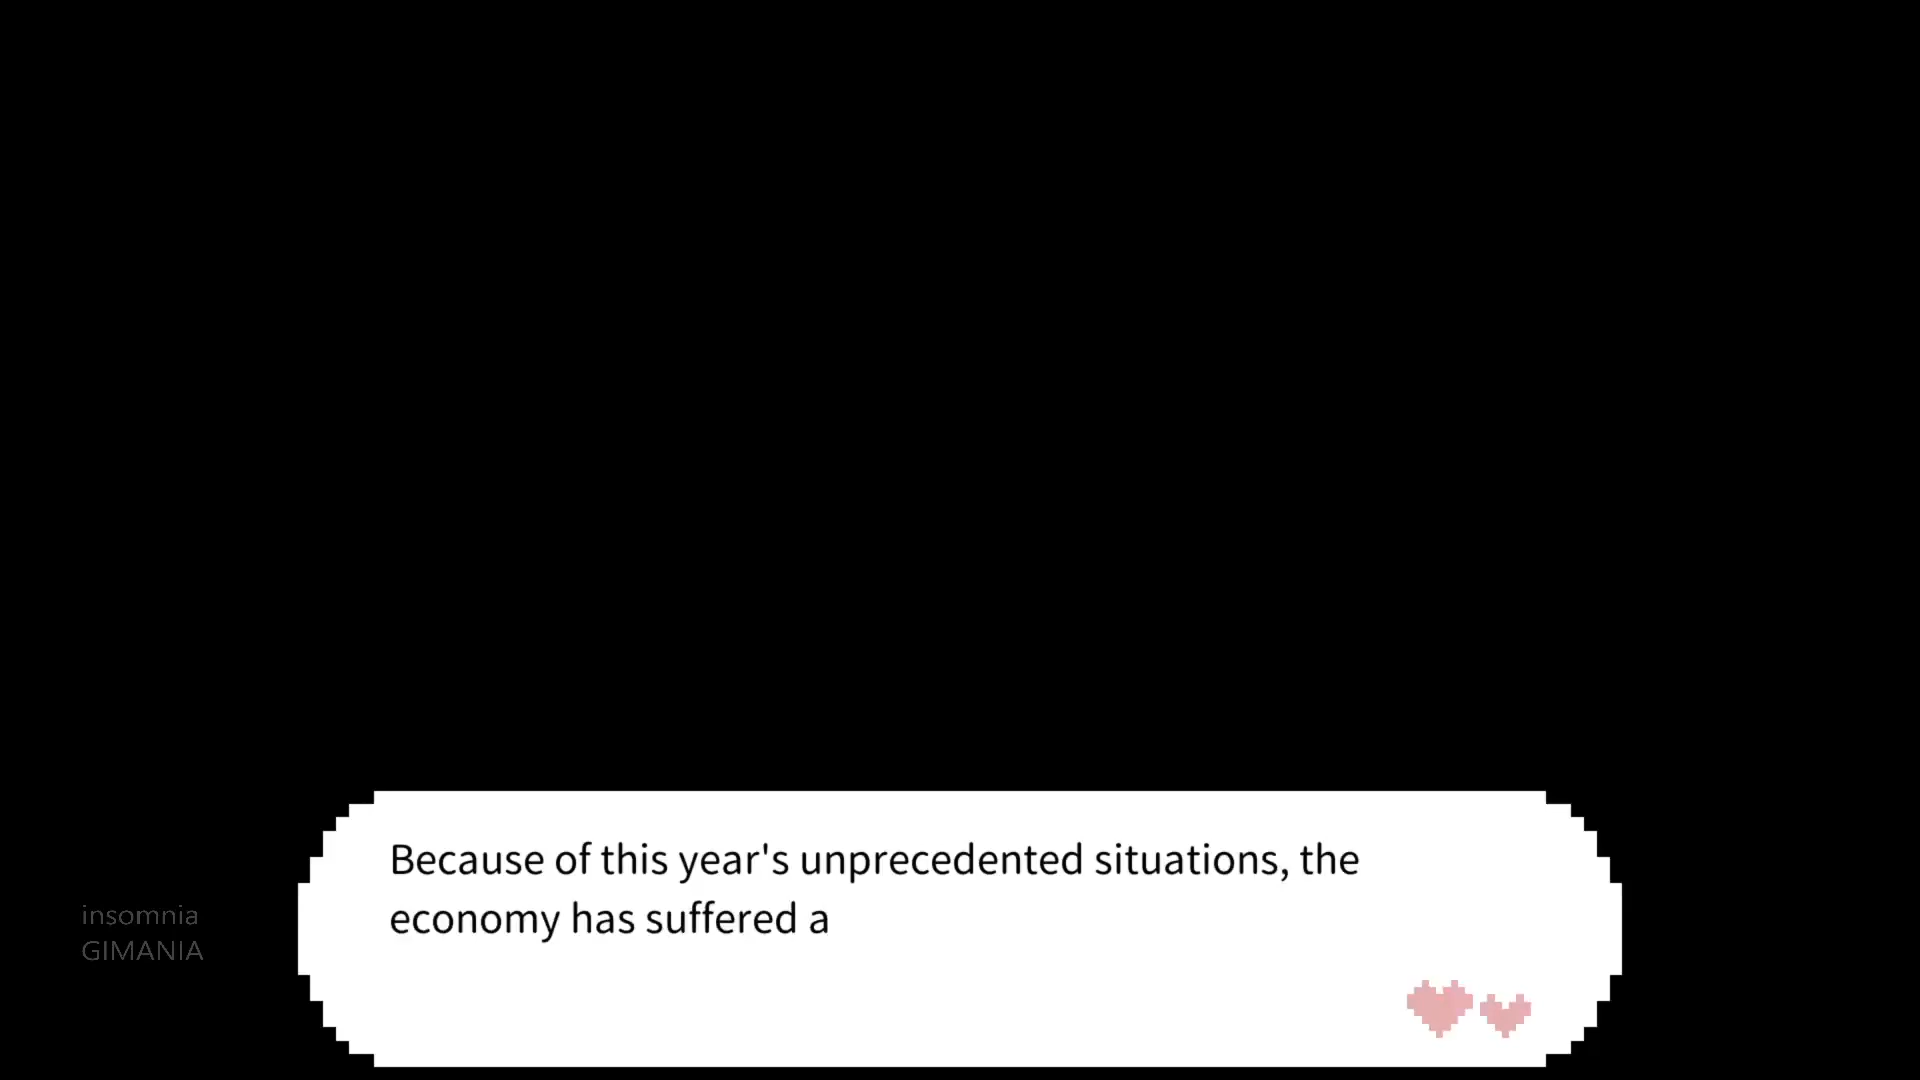 Because of this year's unprecedented situations, the
economy has suffered a
insomnia
GIMANIA